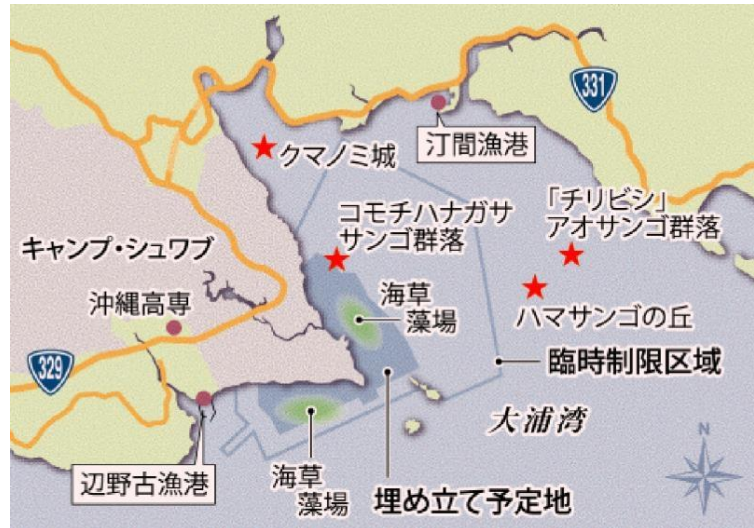 331
汀間漁港
クマノミ城
コモチハナガササンゴ群落
「チリビシ」
アオサンゴ群落
キャンプ・シュワブ
海草
藻場
沖縄高専
ハマサンゴの丘
臨時制限区域
329
大浦湾
N
辺野古漁港
海草
藻場
埋め立て予定地